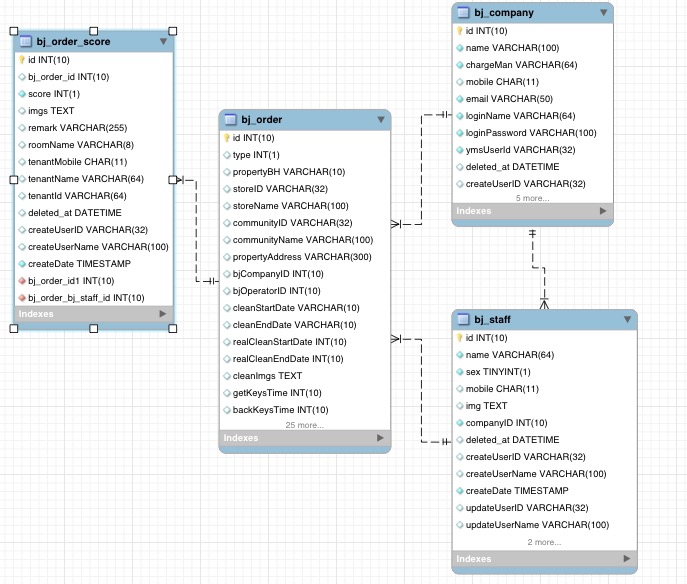 bj_order_score
id INT(10)
bj_order_id INT(10)
score INT(1)
imgs TEXT
remark VARCHAR(255)
roomName VARCHAR(8)
tenantMobile CHAR(11)
tenantName VARCHAR(64)
tenantId VARCHAR(64)
deleted_at DATETIME
createUserID VARCHAR(32)
createUserName VARCHAR(100)
createDate TIMESTAMP
bj_order_id1 INT(10)
bj_order_bj_staff_id INT(10)
Indexes
bj_order
id INT(10)
type INT(1)
propertyBH VARCHAR(10)
storeID VARCHAR(32)
storeName VARCHAR(100)
communityID VARCHAR(32)
communityName VARCHAR(100)
propertyAddress VARCHAR(300)
bjCompanyID INT(10)
bjOperatorID INT(10)
cleanStartDate VARCHAR(10)
cleanEndDate VARCHAR(10)
realCleanStartDate INT(10)
realCleanEndDate INT(10)
cleanImgs TEXT
getKeysTime INT(10)
backKeysTime INT(10)
25 more...
Indexes
bj_company
id INT(10)
name VARCHAR(100)
chargeMan VARCHAR(64)
mobile CHAR(11)
email VARCHAR(50)
loginName VARCHAR(64)
loginPassword VARCHAR(100)
ymsUserId VARCHAR(32)
deleted_at DATETIME
createUserID VARCHAR(32)
5 more...
Indexes
bj_staff
id INT(10)
name VARCHAR(64)
sex TINYINT(1)
mobile CHAR(11)
img TEXT
companyID INT(10)
deleted_at DATETIME
createUserID VARCHAR(32)
createUserName VARCHAR(100)
createDate TIMESTAMP
updateUserID VARCHAR(32)
updateUserName VARCHAR(100)
2 more...
Indexes